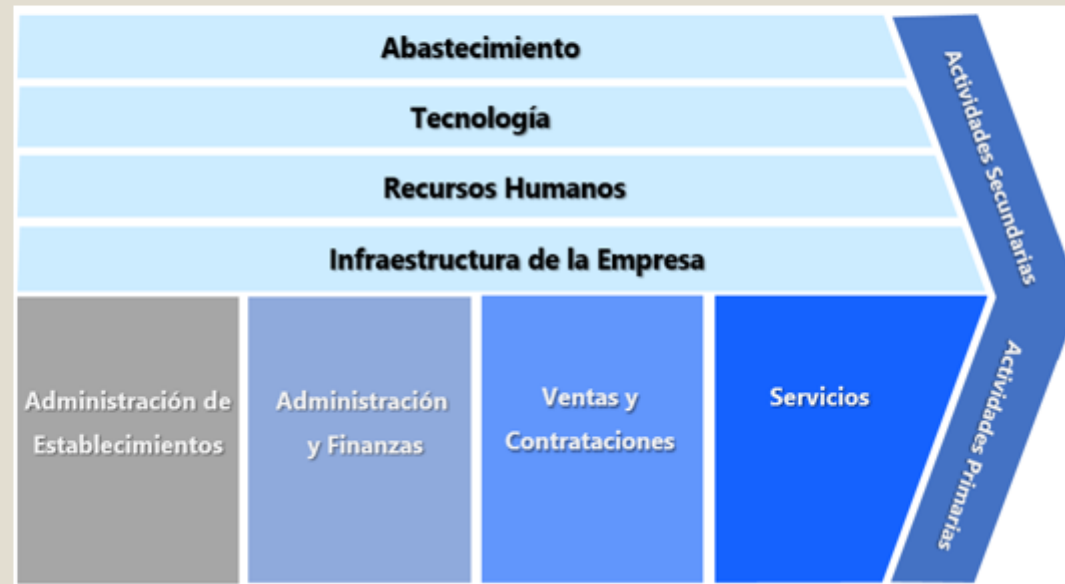 Abastecimiento
Tecnología
Recursos Humanos
Infraestructura de la Empresa
Actividades Secundarias
Administración de
Establecimientos
Administración
y Finanzas
Ventas y
Contrataciones
Servicios
Actividades Primarias